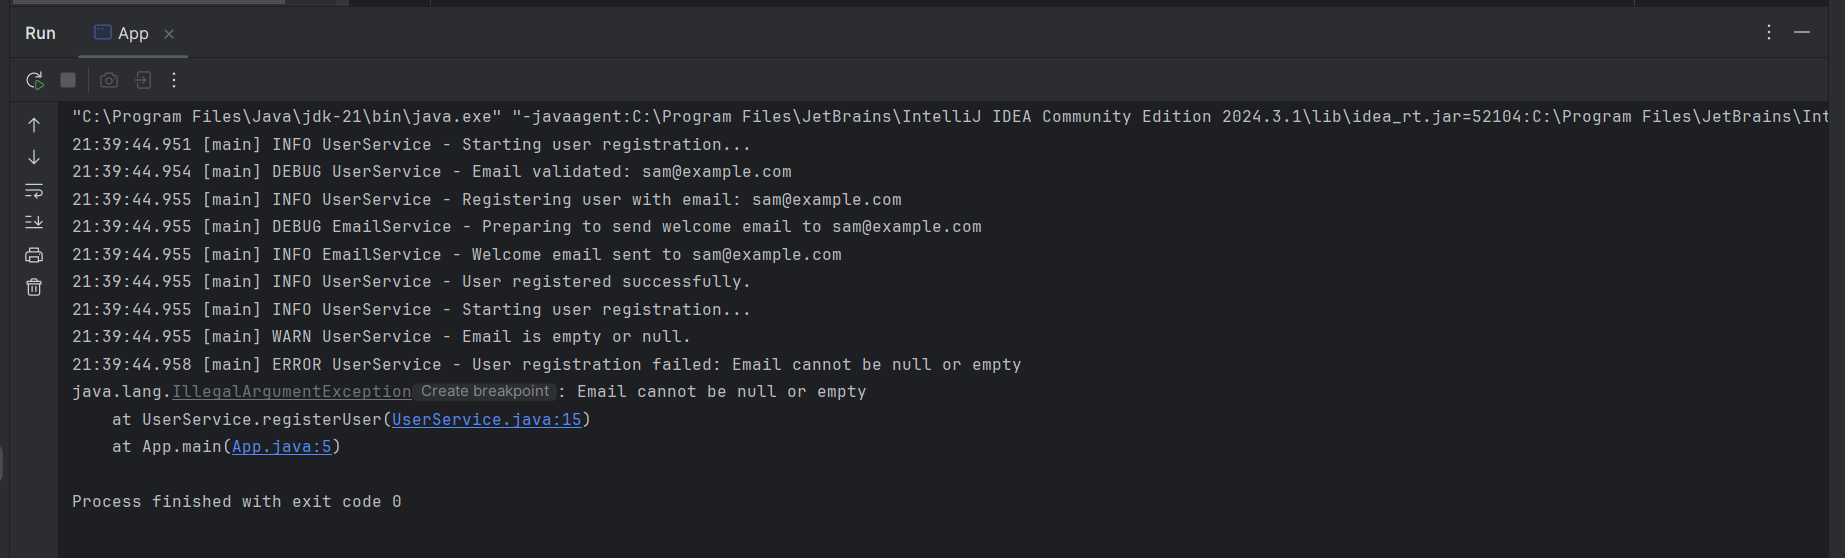 Run App
"C:\Program Files\Java\jdk-21\bin\java.exe" "-javaagent:C:\Program Files\JetBrains\IntelliJ IDEA Community Edition 2024.3.1\lib\idea_rt.jar=52104:C:\Program Files\JetBrains\Int
21:39:44.951 [main] INFO UserService - Starting user registration...
21:39:44.954 [main] DEBUG UserService - Email validated: sam@example.com
21:39:44.955 [main] INFO UserService - Registering user with email: sam@example.com
21:39:44.955 [main] DEBUG EmailService - Preparing to send welcome email to sam@example.com
21:39:44.955 [main] INFO EmailService - Welcome email sent to sam@example.com
21:39:44.955 [main] INFO UserService - User registered successfully.
21:39:44.955 [main] INFO UserService - Starting user registration...
21:39:44.955 [main] WARN UserService - Email is empty or null.
21:39:44.958 [main] ERROR UserService - User registration failed: Email cannot be null or empty
java.lang.IllegalArgumentException Create breakpoint : Email cannot be null or empty
    at UserService.registerUser(UserService.java:15)
    at App.main(App.java:5)
Process finished with exit code 0